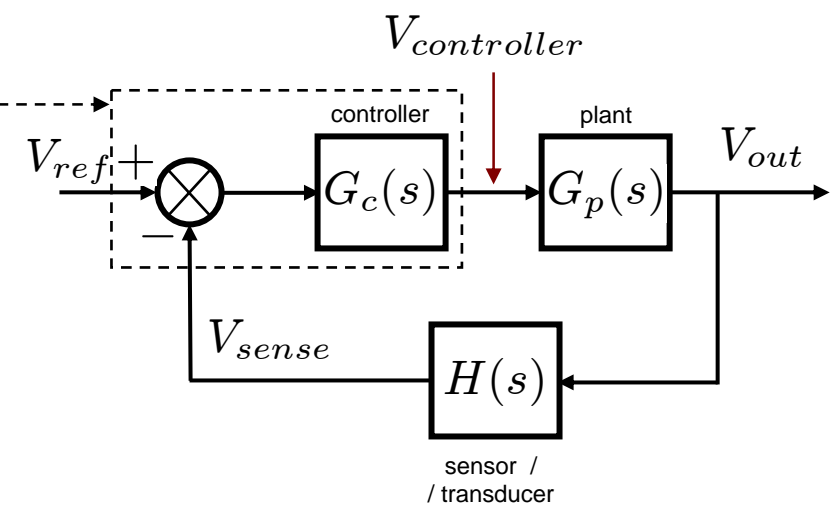 V_{controller}
controller
plant
V_{ref}
+
G_c(s)
G_p(s)
V_{out}
−
V_{sense}
H(s)
sensor /
/ transducer